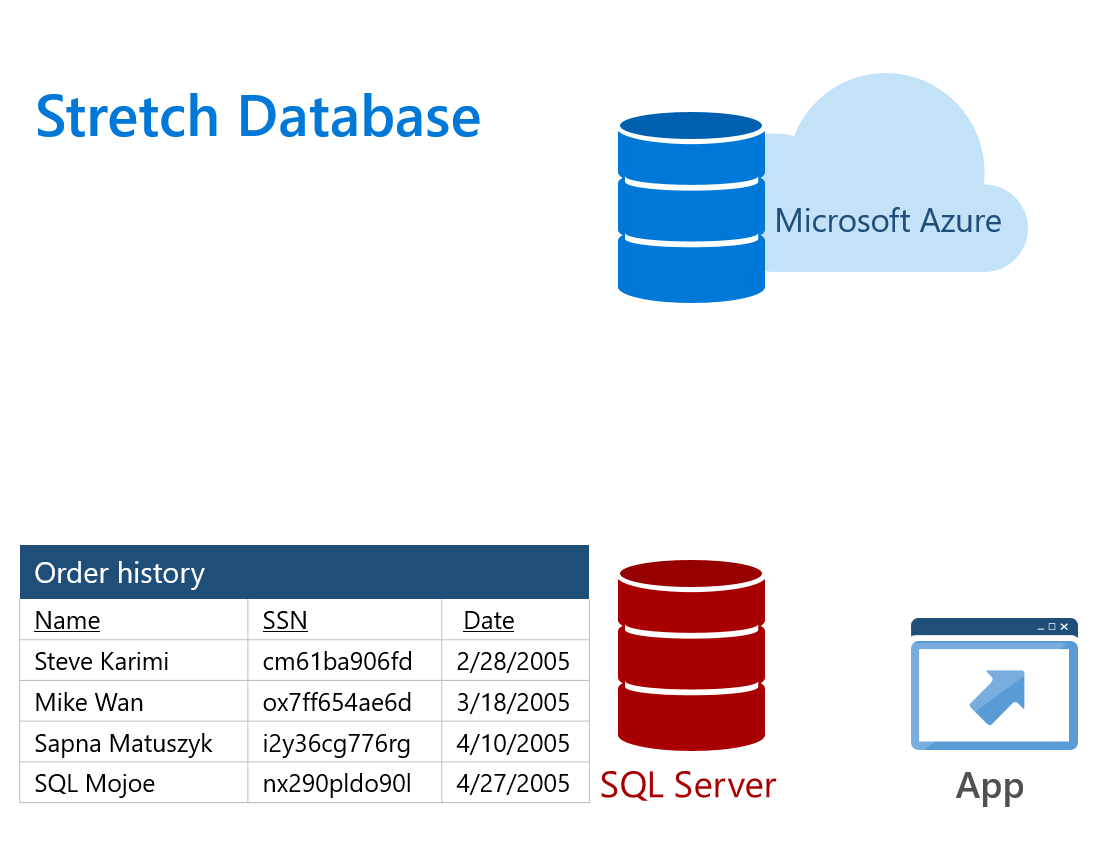 Stretch Database
Microsoft Azure
Order history
Name SSN Date
Steve Karimi cm61ba906fd 2/28/2005
Mike Wan ox7ff654ae6d 3/18/2005
Sapna Matuszyk i2y36cg776rg 4/10/2005
SQL Mojoe nx290pldo90l 4/27/2005
SQL Server
App